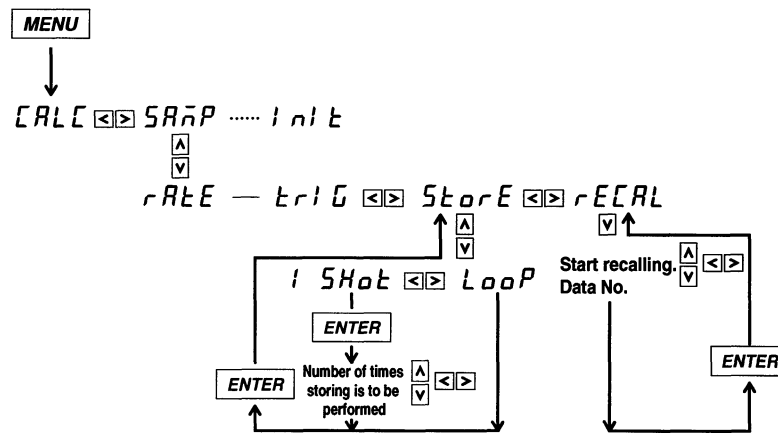 MENU
CALC < > SAmP ...... InIt
∧
∨
rAtE — trIG < > StorE < > rECAL
∧
∨
∨
1 SHot < > LooP
Start recalling. ∧ < >
Data No. ∨
ENTER
ENTER
Number of times ∧ < >
storing is to be ∨
performed
ENTER